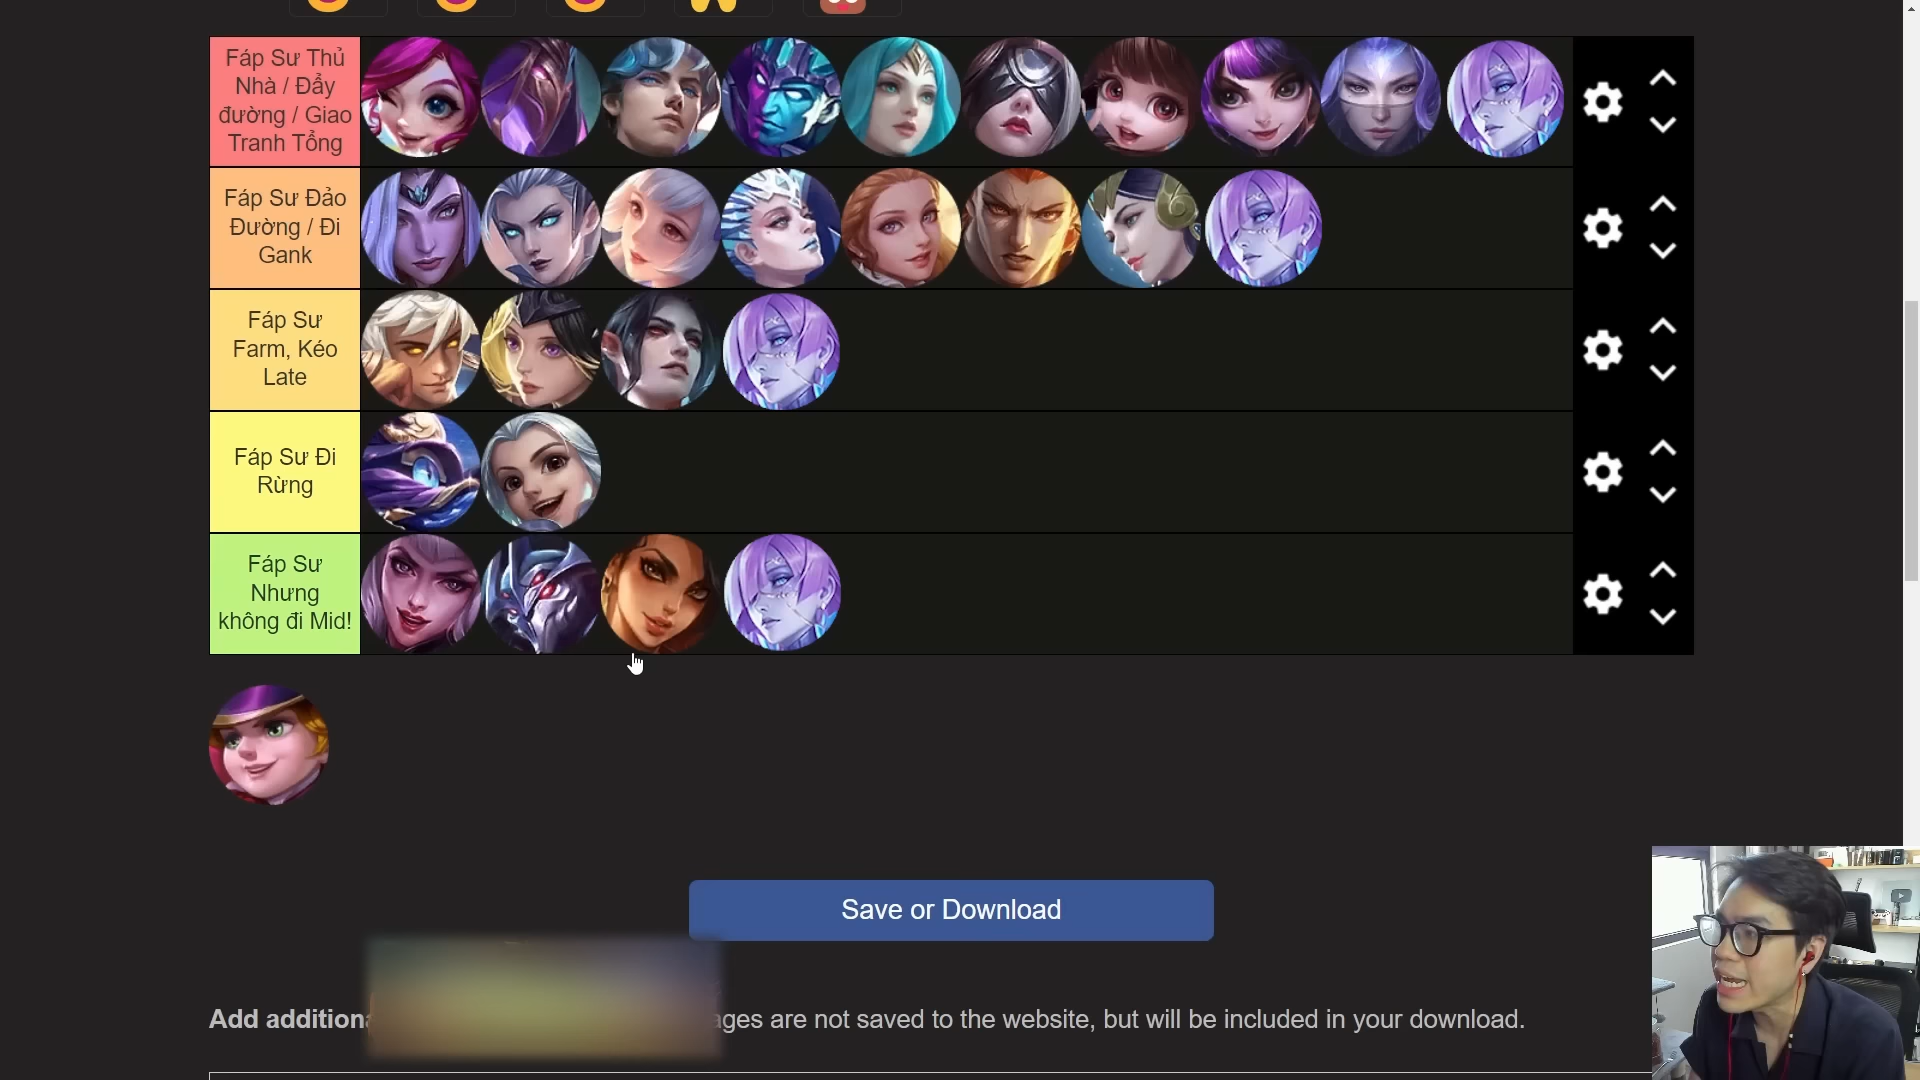 Fáp Sư Thủ
Nhà / Đẩy
đường / Giao
Tranh Tổng
Fáp Sư Đảo
Đường / Đi
Gank
Fáp Sư
Farm, Kéo
Late
Fáp Sư Đi
Rừng
Fáp Sư
Nhưng
không đi Mid!
Save or Download
Add additiona
ages are not saved to the website, but will be included in your download.